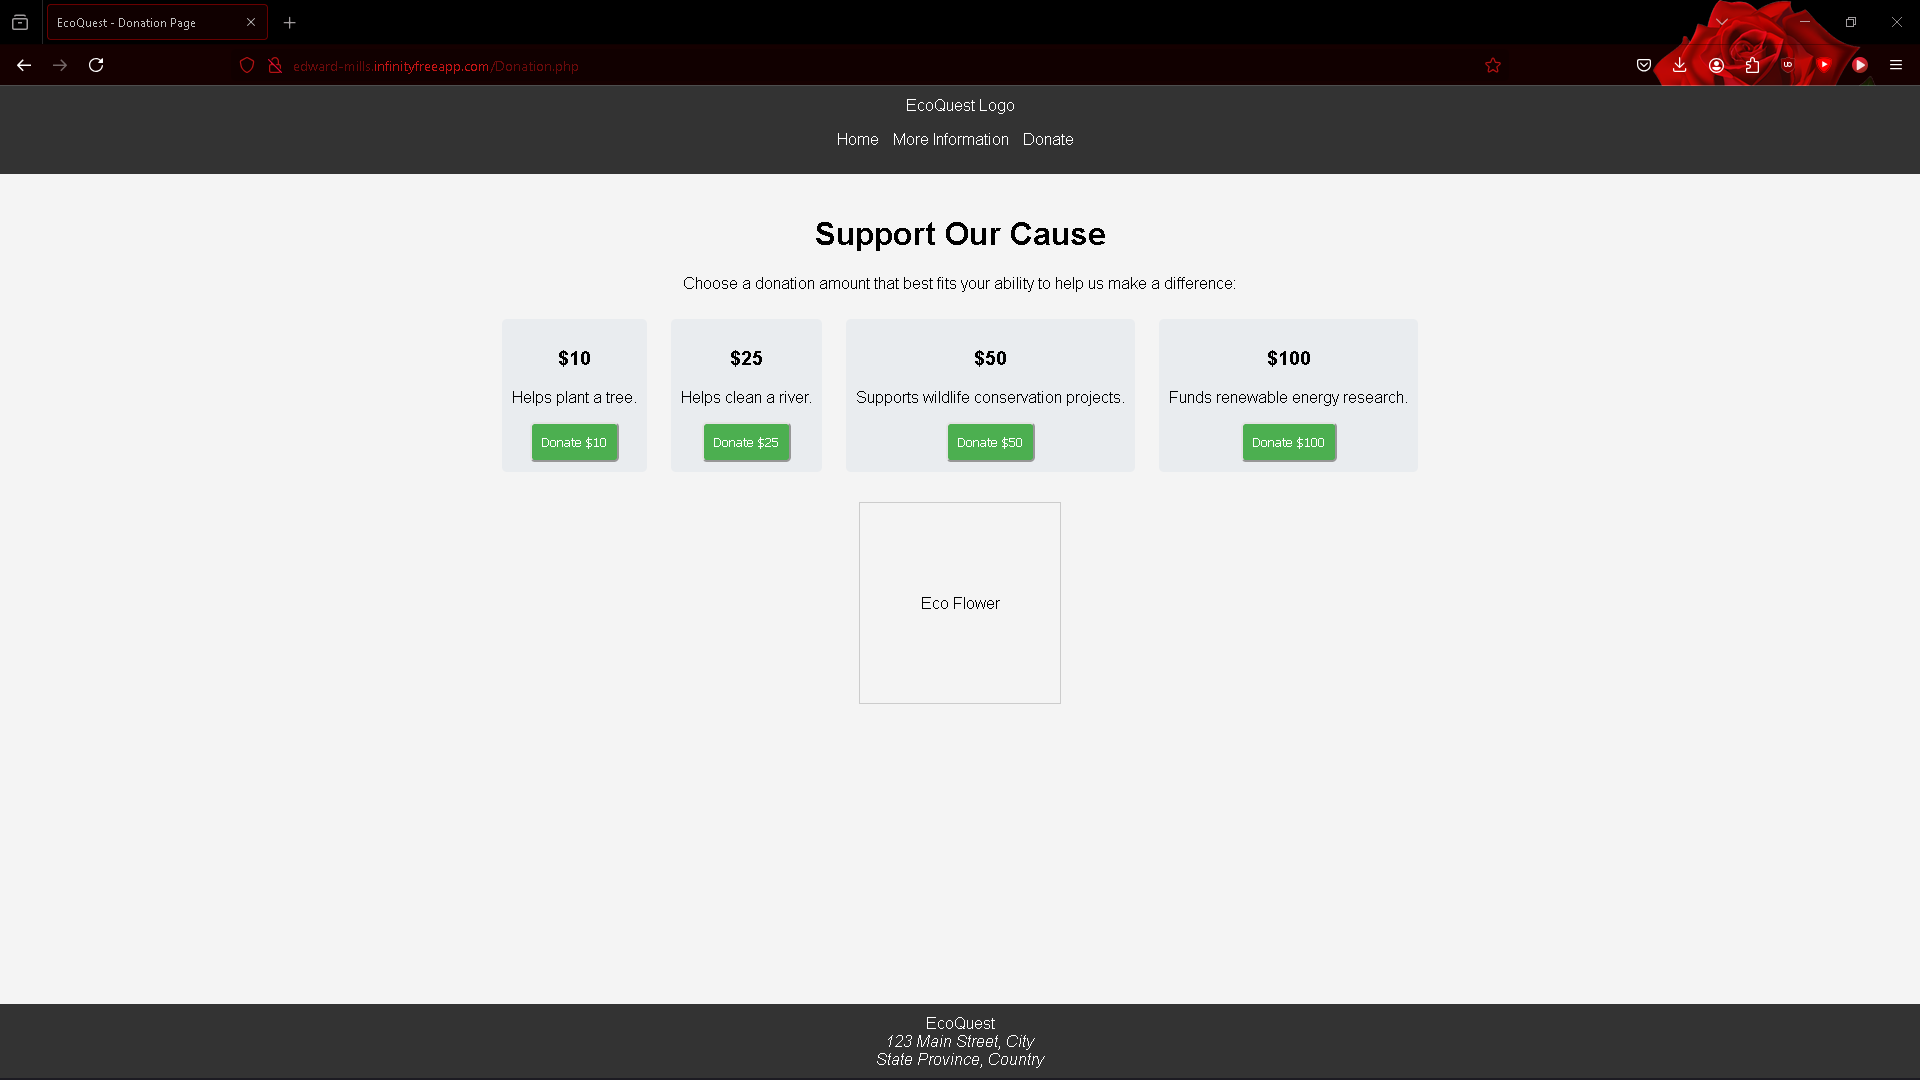 EcoQuest - Donation Page
edward-mills.infinityfreeapp.com/Donation.php
EcoQuest Logo
Home More Information Donate
Support Our Cause
Choose a donation amount that best fits your ability to help us make a difference:
$10
Helps plant a tree.
Donate $10
$25
Helps clean a river.
Donate $25
$50
Supports wildlife conservation projects.
Donate $50
$100
Funds renewable energy research.
Donate $100
Eco Flower
EcoQuest
123 Main Street, City
State Province, Country